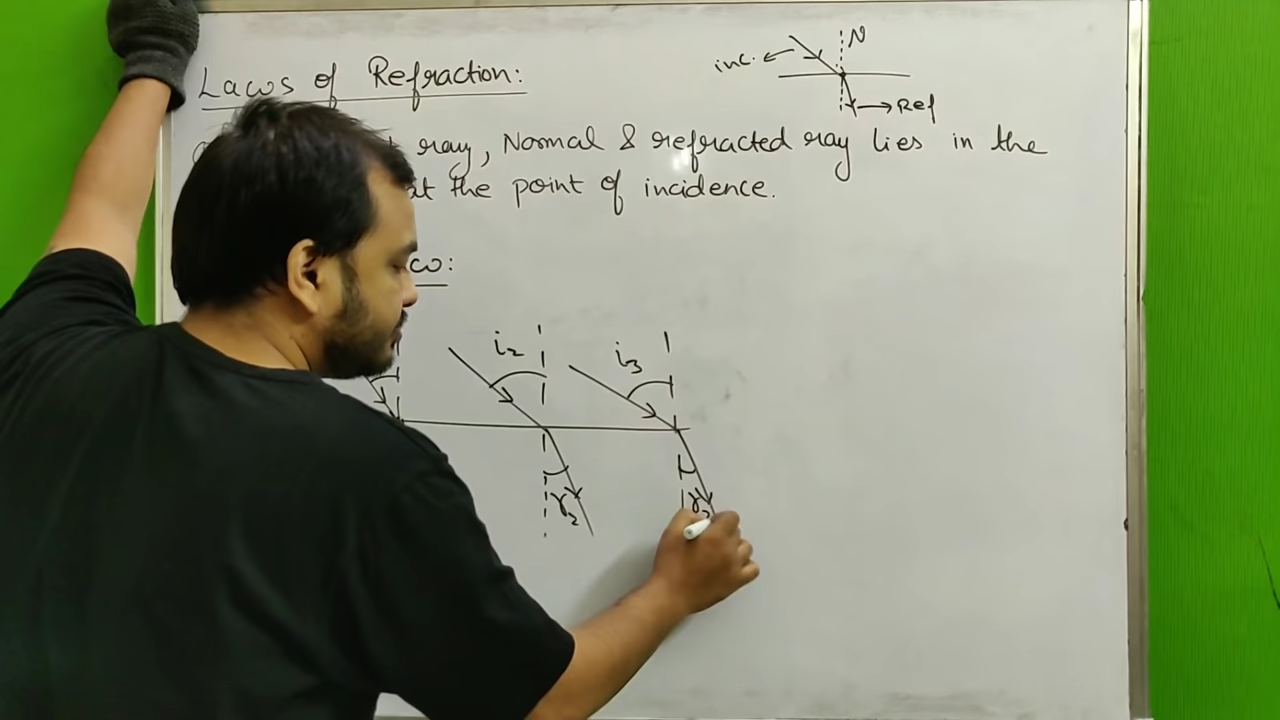 Laws of Refraction:
N
inc.
Ref
ray, Normal & refracted ray lies in the
at the point of incidence.
i₂
i₃
r₂
r₃